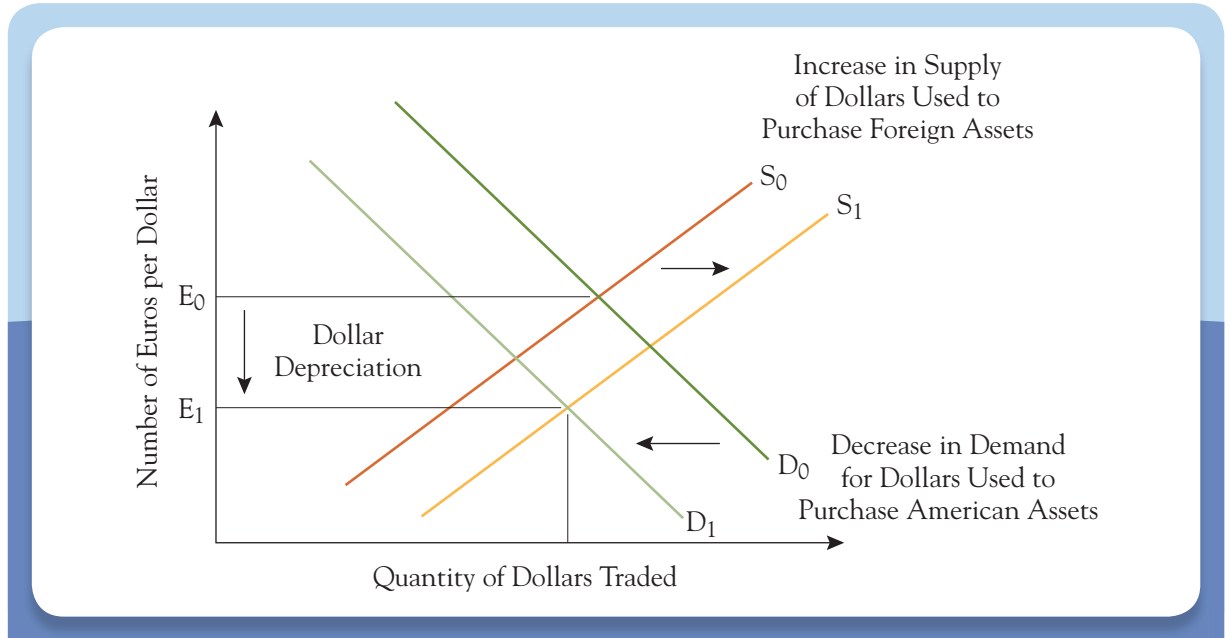 Increase in Supply
of Dollars Used to
Purchase Foreign Assets
S0
S1
Number of Euros per Dollar
E0
Dollar
Depreciation
E1
Decrease in Demand
for Dollars Used to
Purchase American Assets
D0
D1
Quantity of Dollars Traded